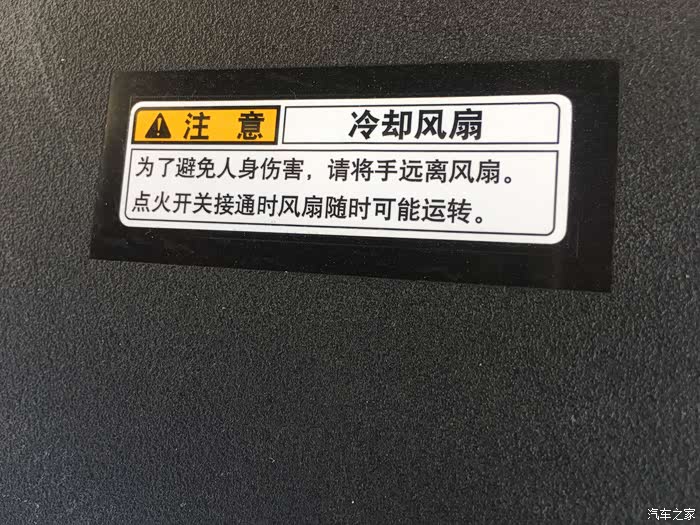 注 意 冷却风扇
为了避免人身伤害，请将手远离风扇。
点火开关接通时风扇随时可能运转。
汽车之家